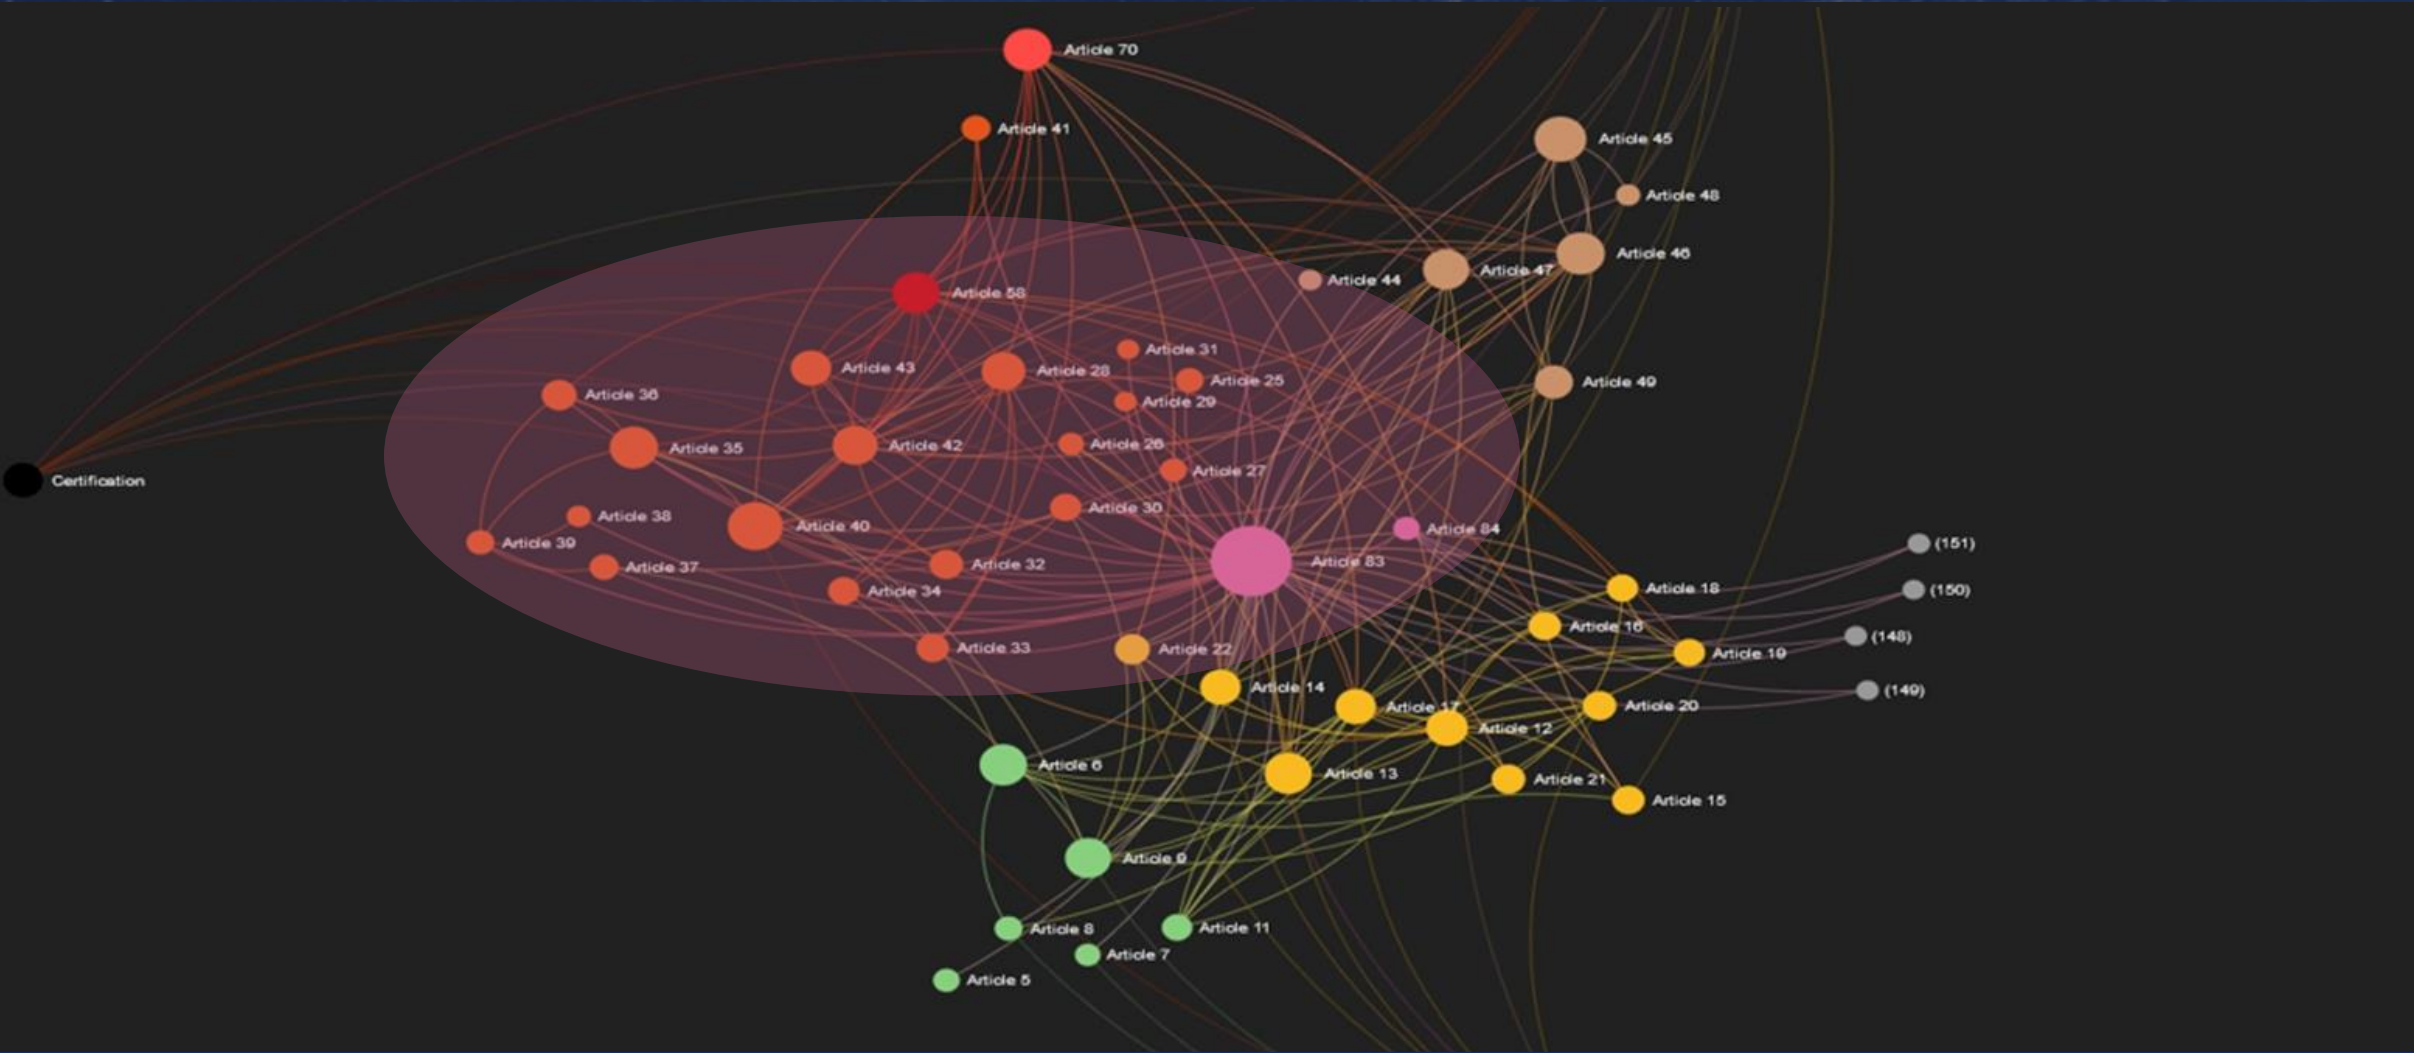 Article 70
Article 41
Article 45
Article 48
Article 46
Article 47
Article 44
Article 58
Article 31
Article 43
Article 28
Article 25
Article 49
Article 36
Article 29
Article 35
Article 42
Article 26
Article 27
Certification
Article 30
Article 38
Article 40
Article 84
Article 39
(151)
Article 83
Article 32
Article 37
Article 18
(150)
Article 34
Article 16
(148)
Article 33
Article 22
Article 19
Article 14
(149)
Article 17
Article 20
Article 12
Article 6
Article 13
Article 21
Article 15
Article 9
Article 8
Article 11
Article 7
Article 5